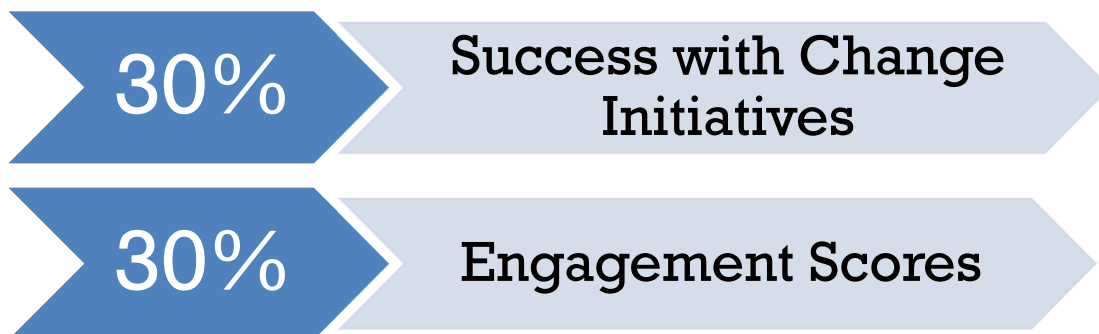 30%
Success with Change
Initiatives
30%
Engagement Scores